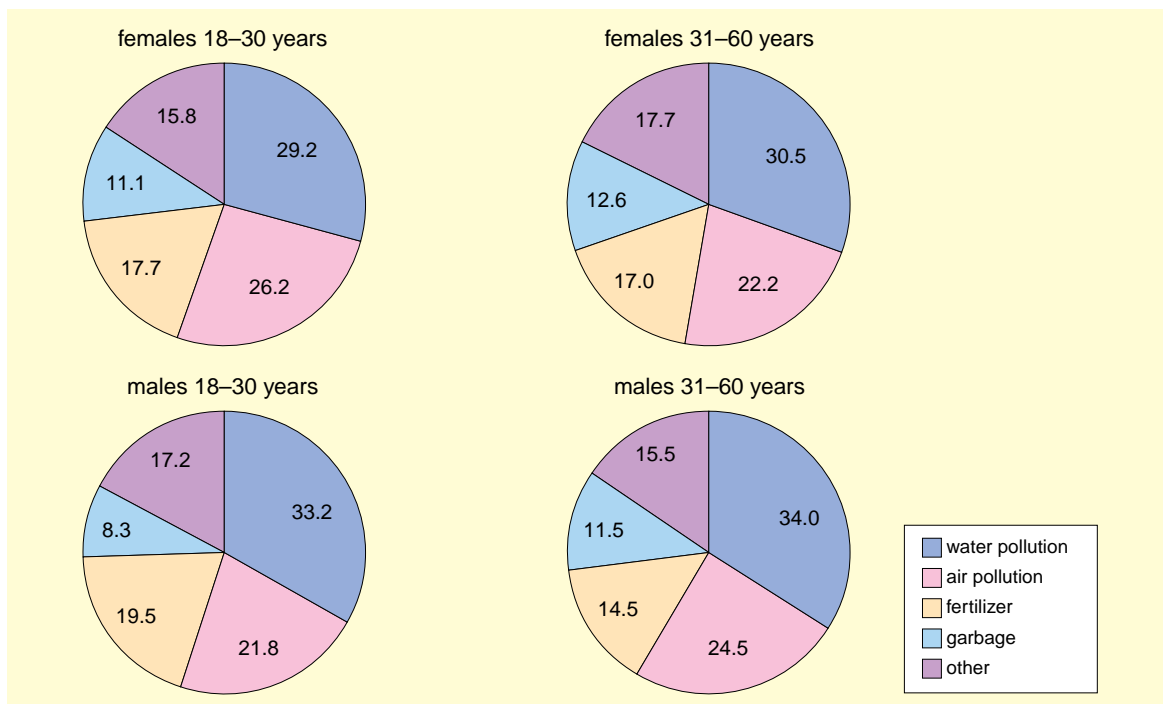 females 18–30 years
15.8
29.2
11.1
17.7
26.2
females 31–60 years
17.7
30.5
12.6
17.0
22.2
males 18–30 years
17.2
33.2
8.3
19.5
21.8
males 31–60 years
15.5
34.0
11.5
14.5
24.5
water pollution
air pollution
fertilizer
garbage
other